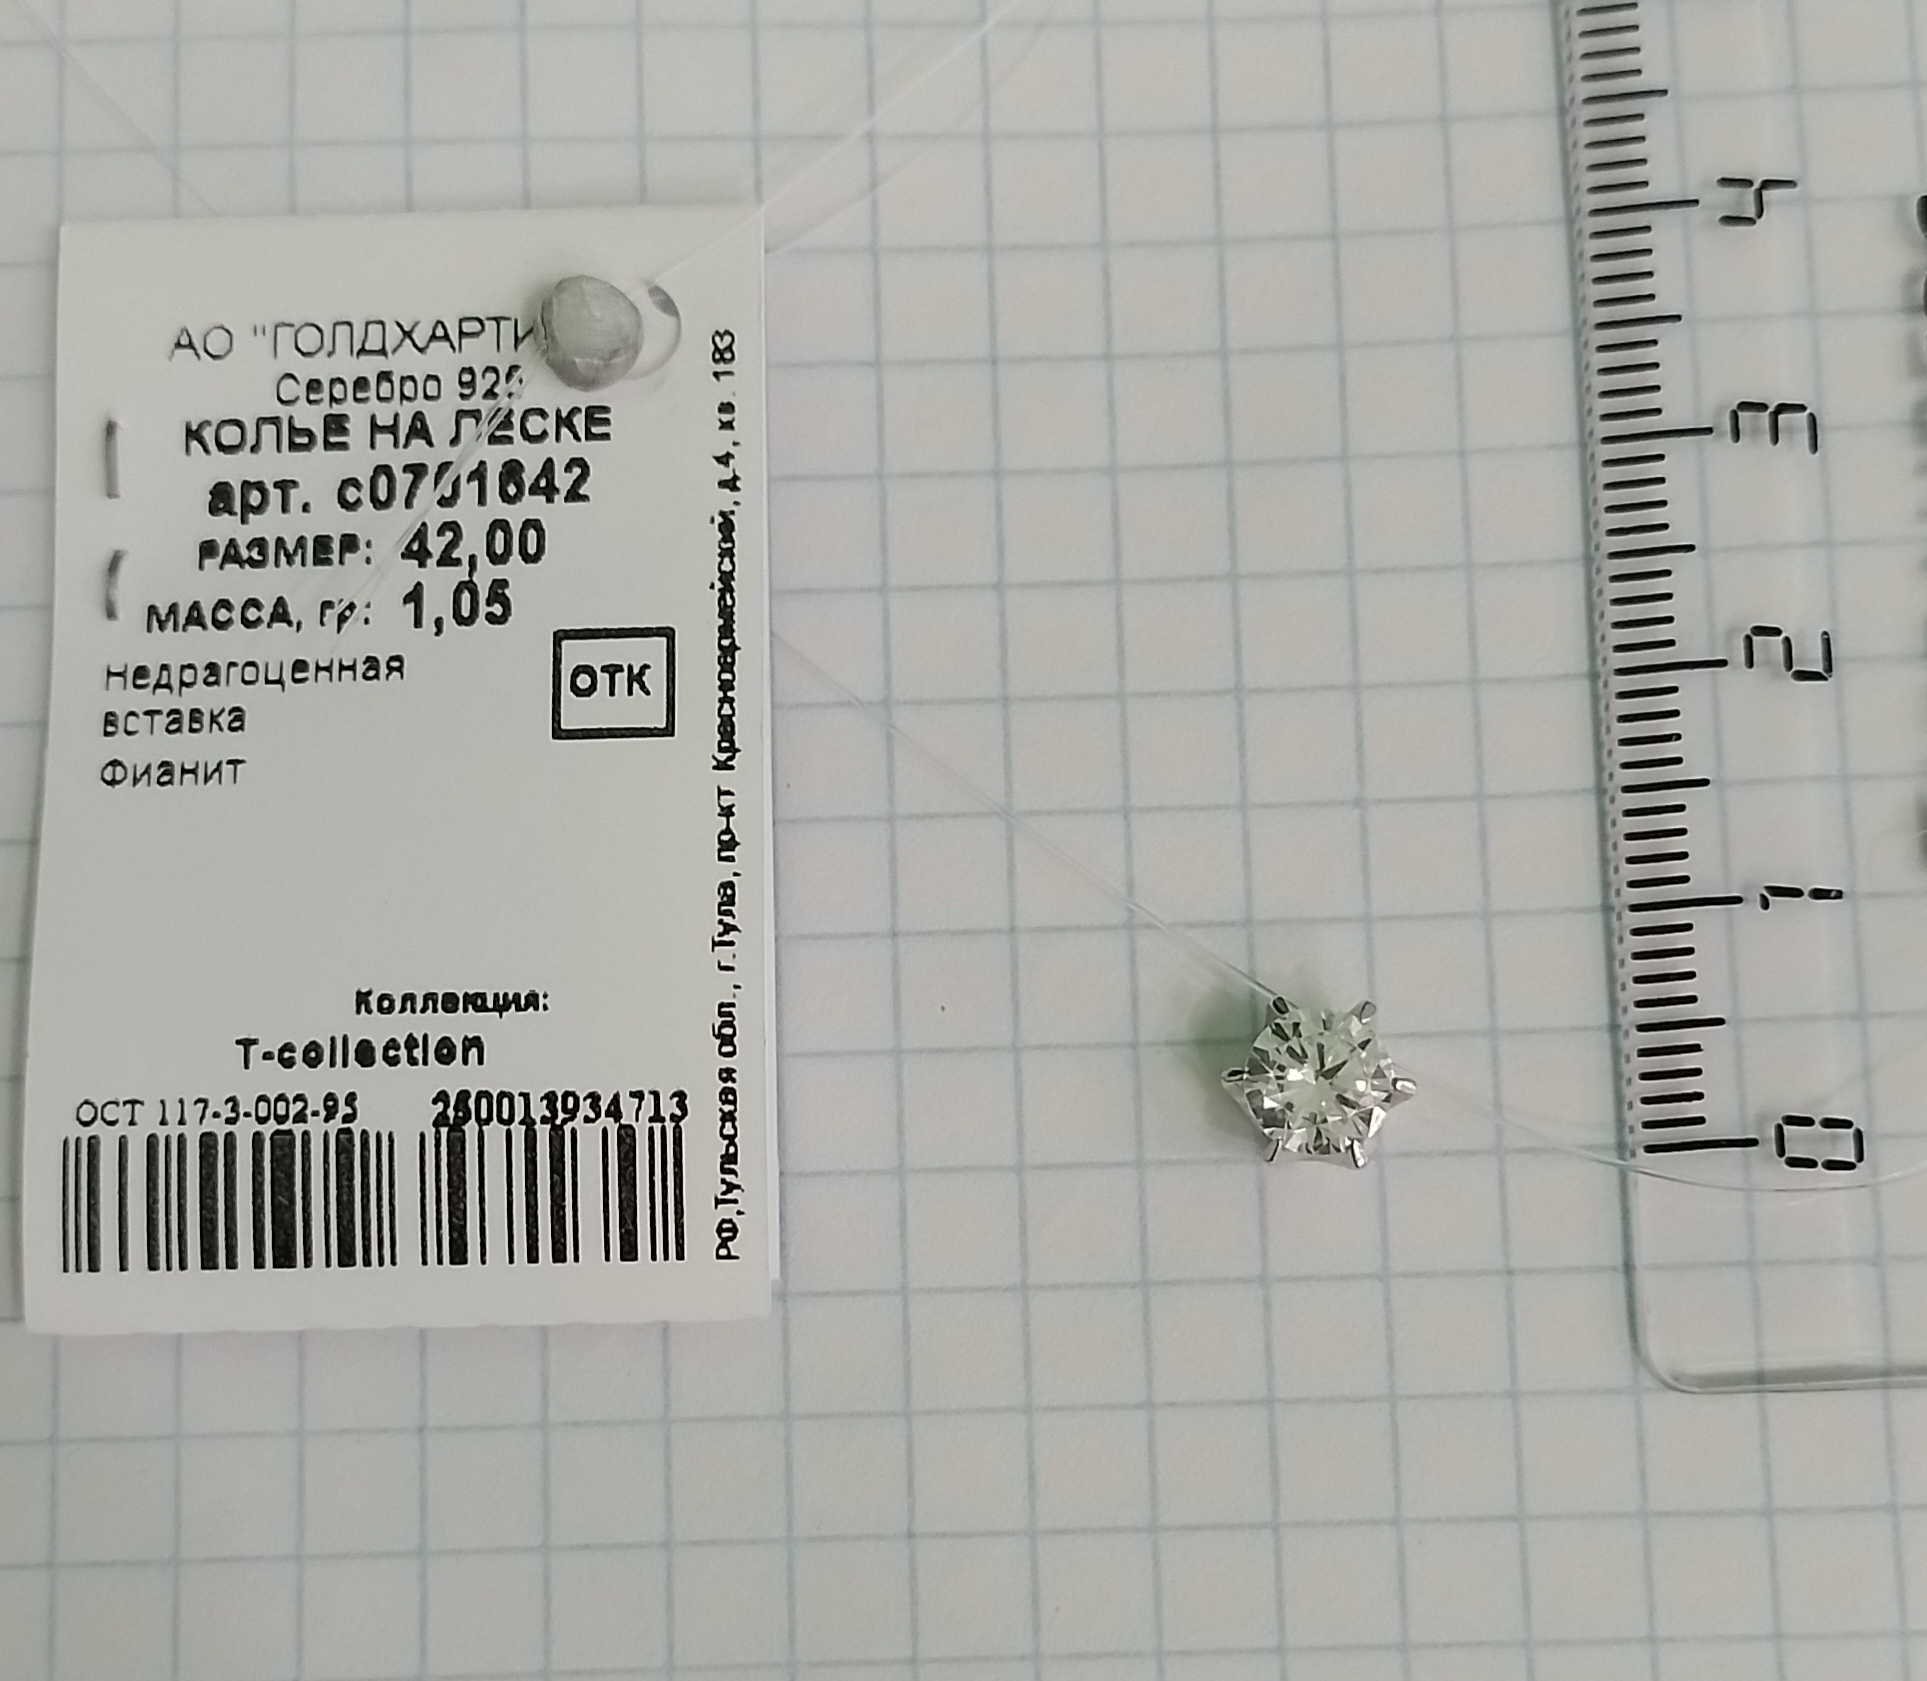 АО "ГОЛДХАРТИ
Серебро 925
КОЛЬЕ НА ЛЕСКЕ
арт.
РАЗМЕР: 42,00
МАССА, гр: 1,05
Недрагоценная
вставка
Фианит
ОТК
Коллекция:
T-collection
ОСТ 117-3-002-95
РФ,Тульская обл., г.Тула, пр-кт Красноармейский, д.4, кв. 183
4
3
2
1
0